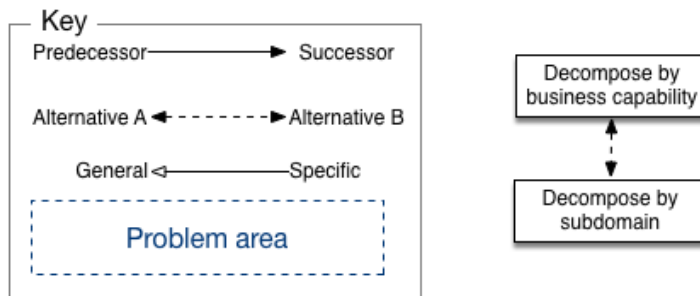 Key
Predecessor
Successor
Alternative A
Alternative B
General
Specific
Problem area
Decompose by
business capability
Decompose by
subdomain